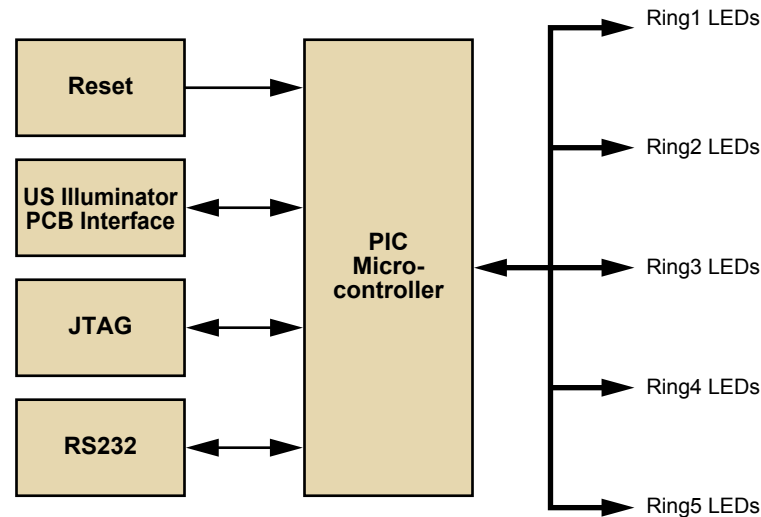 Reset
US Illuminator
PCB Interface
JTAG
RS232
PIC
Micro-
controller
Ring1 LEDs
Ring2 LEDs
Ring3 LEDs
Ring4 LEDs
Ring5 LEDs